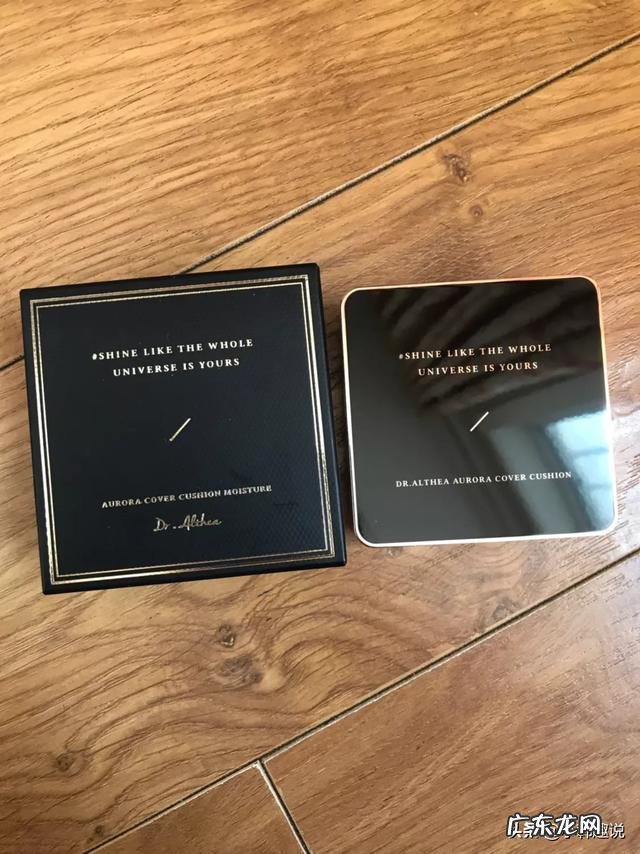 #SHINE LIKE THE WHOLE
UNIVERSE IS YOURS
AURORA COVER CUSHION MOISTURE
Dr.Althea
#SHINE LIKE THE WHOLE
UNIVERSE IS YOURS
DR.ALTHEA AURORA COVER CUSHION
广东龙网